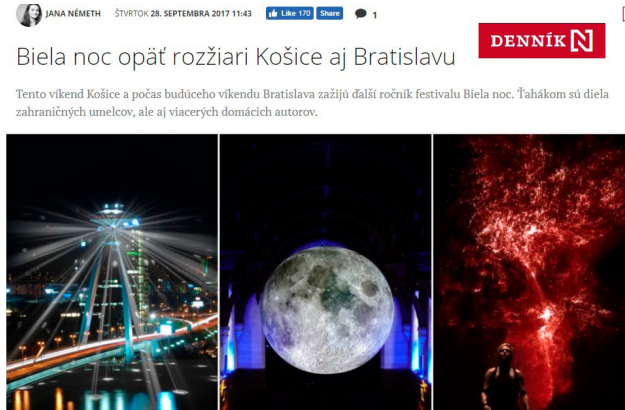 JANA NÉMETH ŠTVRTOK 28. SEPTEMBRA 2017 11:43 Like 170 Share 1
DENNÍK N
Biela noc opäť rozžiari Košice aj Bratislavu
Tento víkend Košice a počas budúceho víkendu Bratislava zažijú ďalší ročník festivalu Biela noc. Ťahákom sú diela
zahraničných umelcov, ale aj viacerých domácich autorov.